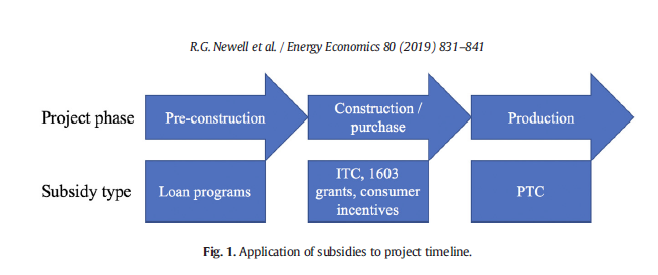 R.G. Newell et al. / Energy Economics 80 (2019) 831–841
Project phase
Pre-construction
Construction /
purchase
Production
Subsidy type
Loan programs
ITC, 1603
grants, consumer
incentives
PTC
Fig. 1. Application of subsidies to project timeline.